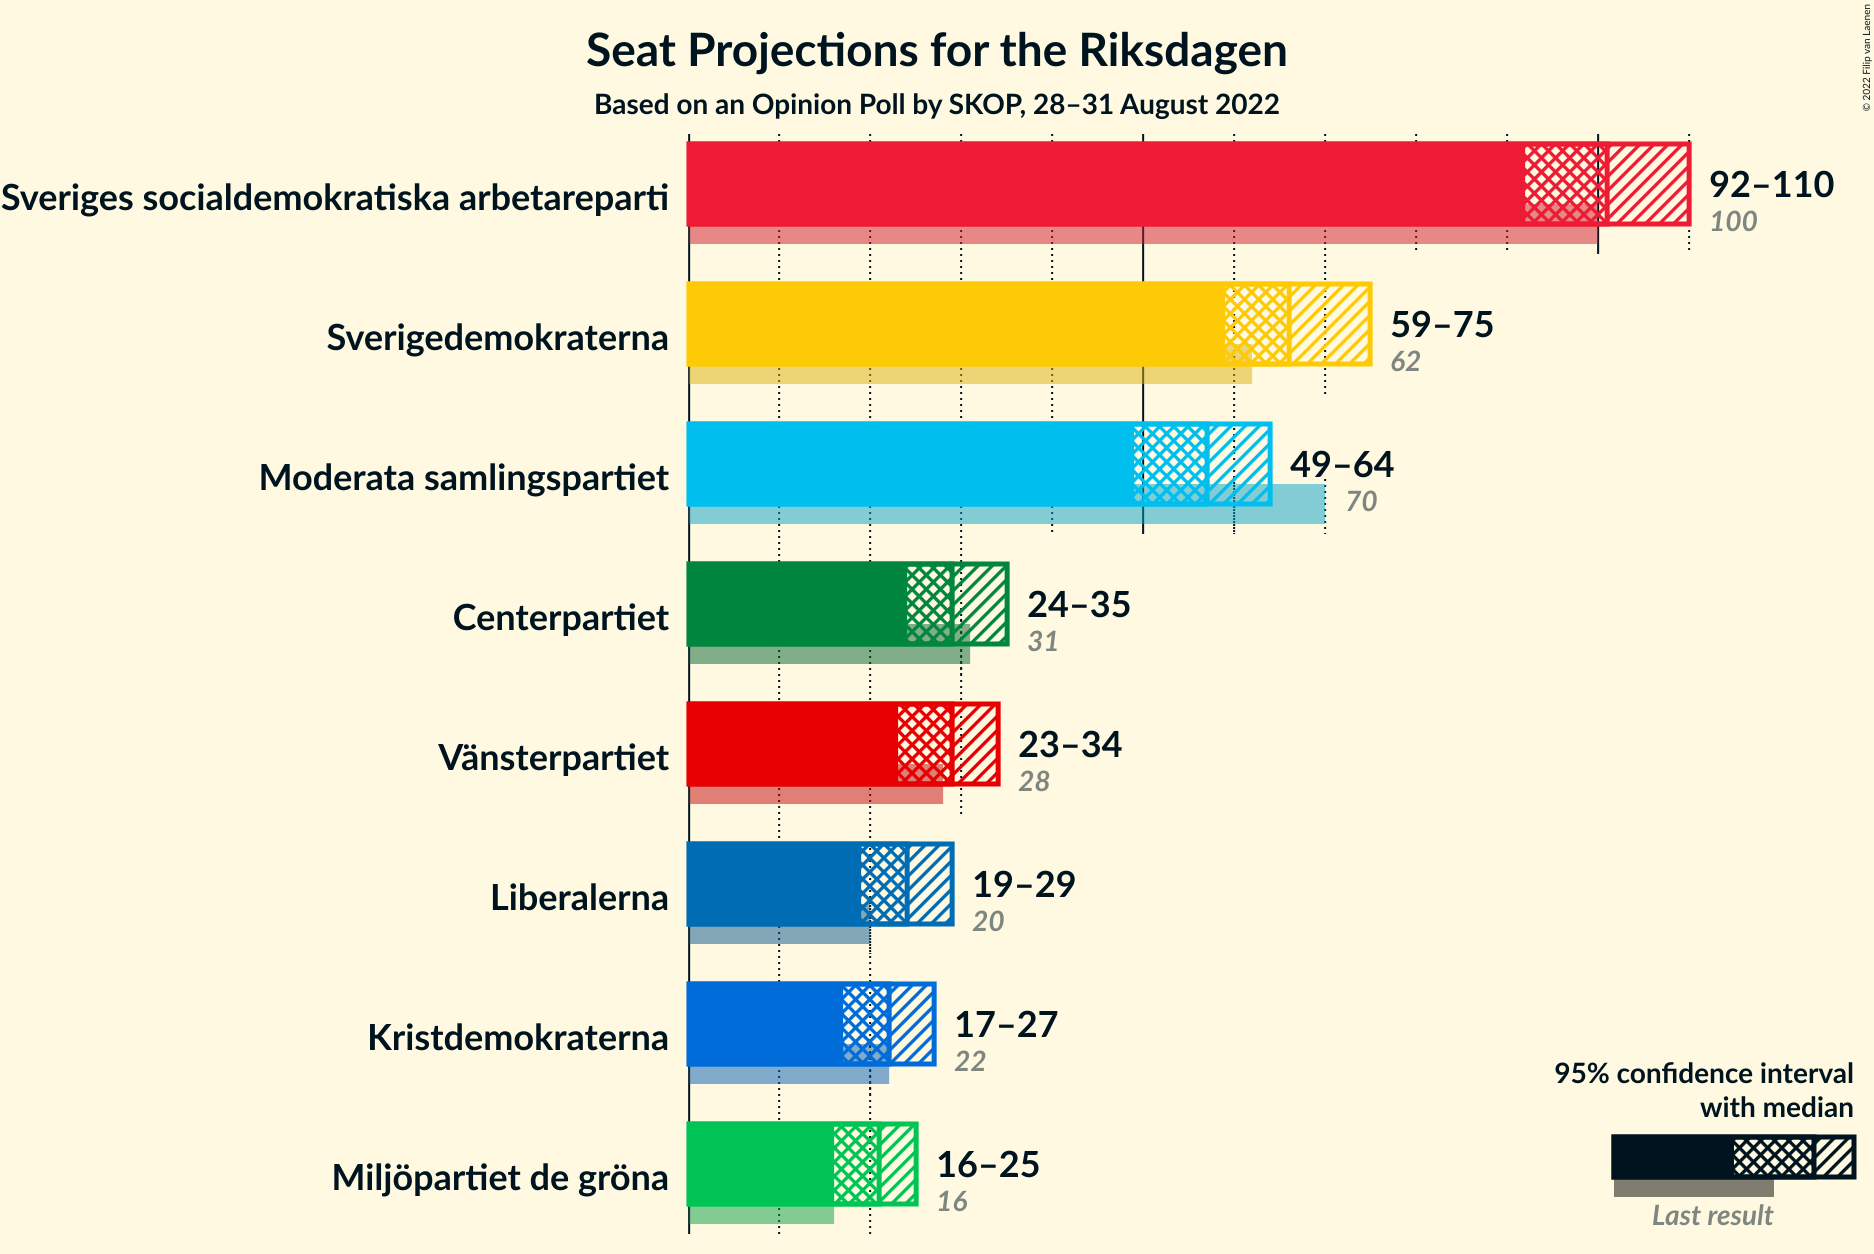 Seat Projections for the Riksdagen
Based on an Opinion Poll by SKOP, 28–31 August 2022
© 2022 Filip van Laenen
Sveriges socialdemokratiska arbetareparti
92–110
100
Sverigedemokraterna
59–75
62
Moderata samlingspartiet
49–64
70
Centerpartiet
24–35
31
Vänsterpartiet
23–34
28
Liberalerna
19–29
20
Kristdemokraterna
17–27
22
Miljöpartiet de gröna
16–25
16
95% confidence interval
with median
Last result